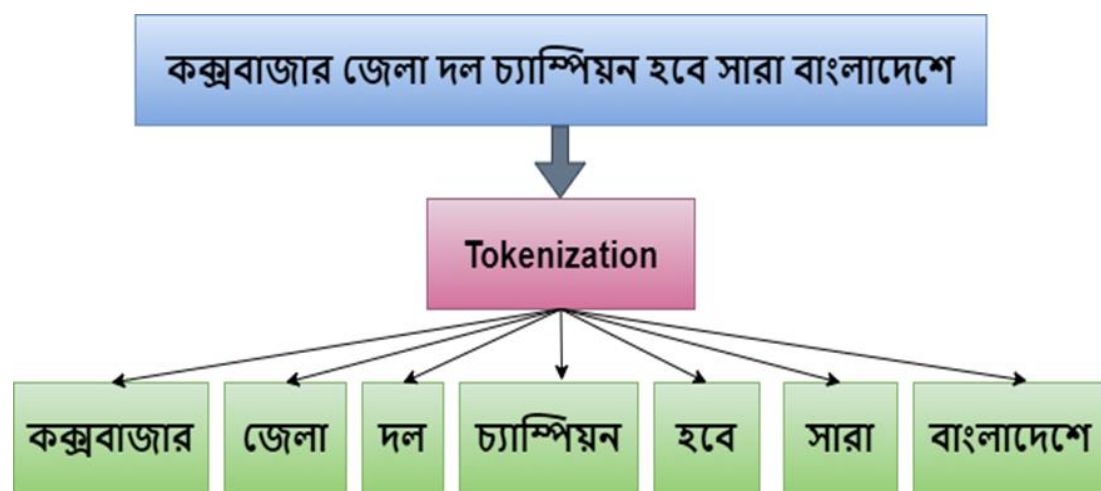 কক্সবাজার জেলা দল চ্যাম্পিয়ন হবে সারা বাংলাদেশে
Tokenization
কক্সবাজার জেলা দল চ্যাম্পিয়ন হবে সারা বাংলাদেশে